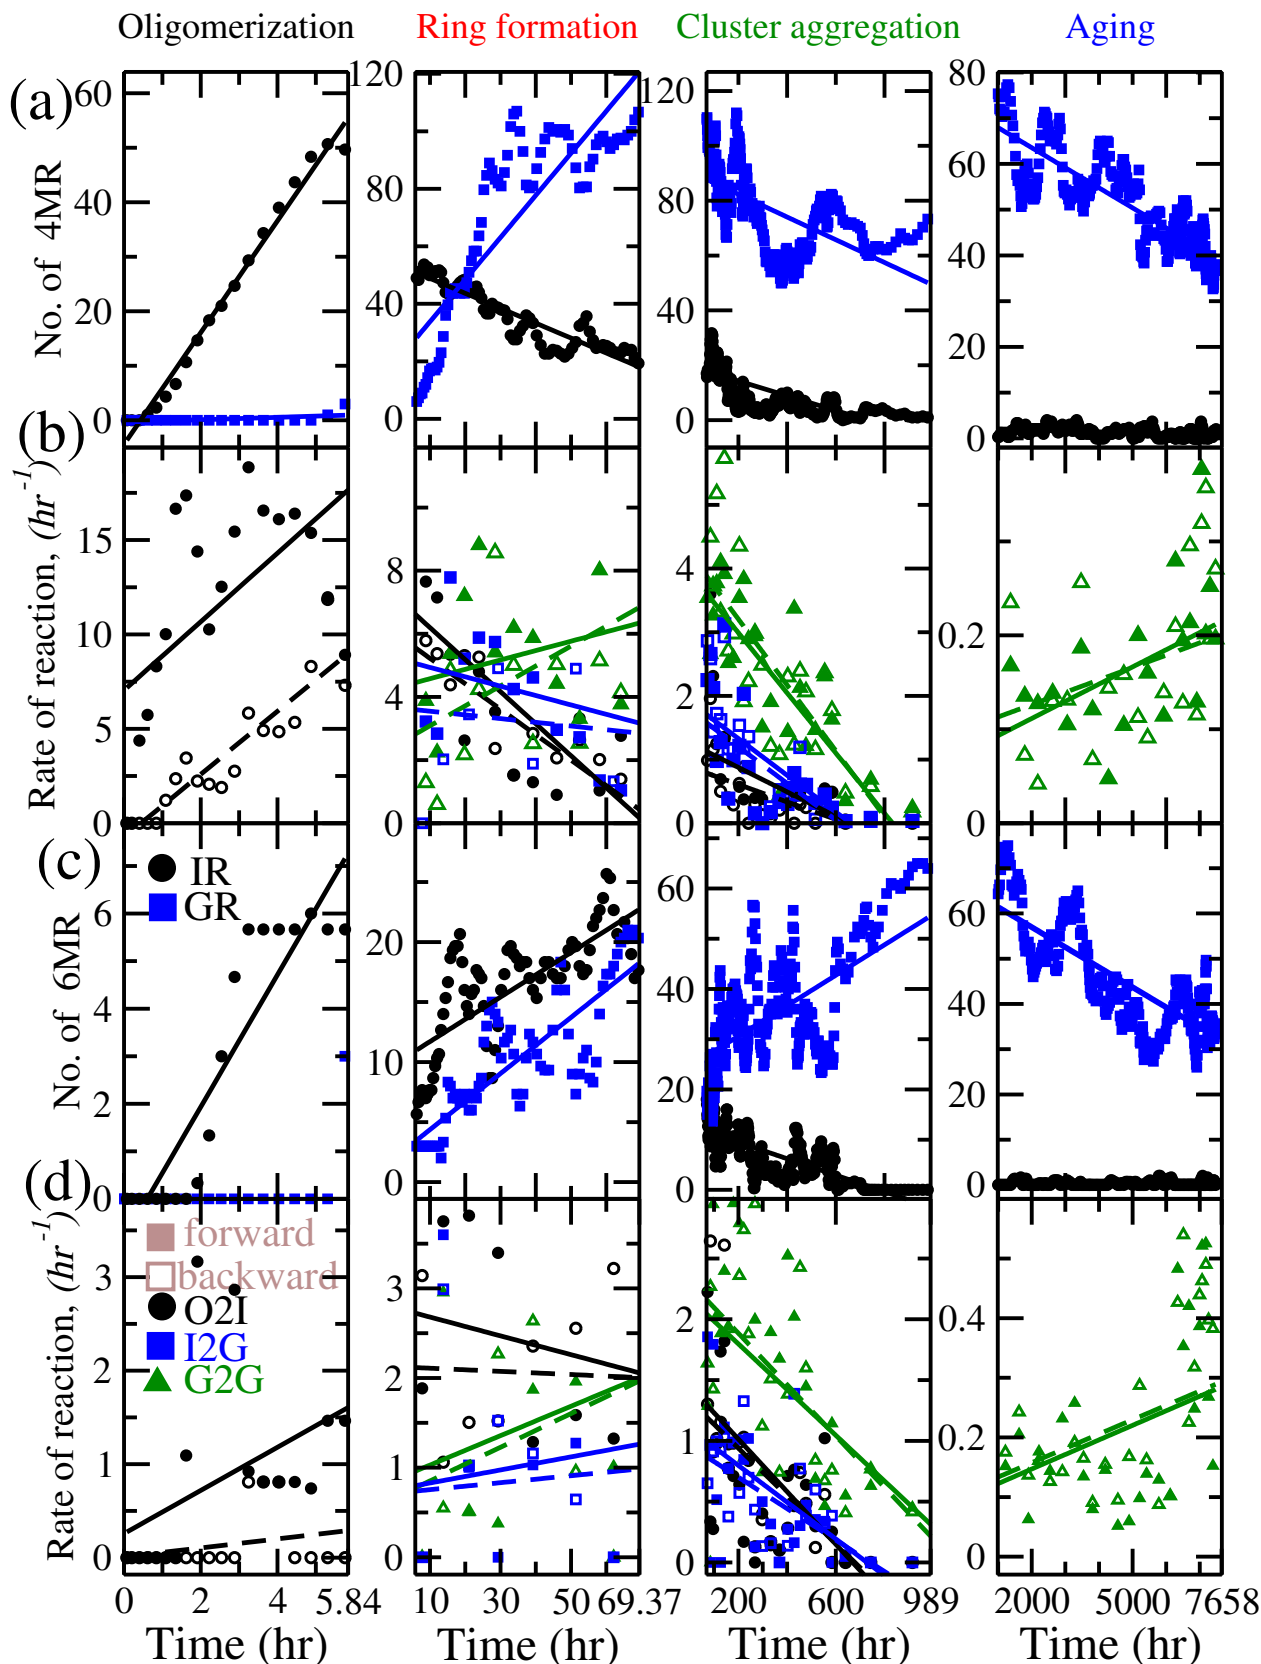 Oligomerization Ring formation Cluster aggregation Aging
(a)
No. of 4MR
60 40 20 0
120 80 40 0
120 80 40 0
80 60 40 20 0
(b)
Rate of reaction, (hr⁻¹)
15 10 5 0
8 4 0
4 2 0
0.2 0
(c)
No. of 6MR
IR
GR
6 4 2 0
20 10 0
60 40 20 0
60 40 20 0
(d)
Rate of reaction, (hr⁻¹)
forward
backward
O2I
I2G
G2G
3 2 1 0
3 2 1 0
2 1 0
0.4 0.2 0
0 2 4 5.84 10 30 50 69.37 200 600 989 2000 5000 7658
Time (hr) Time (hr) Time (hr) Time (hr)